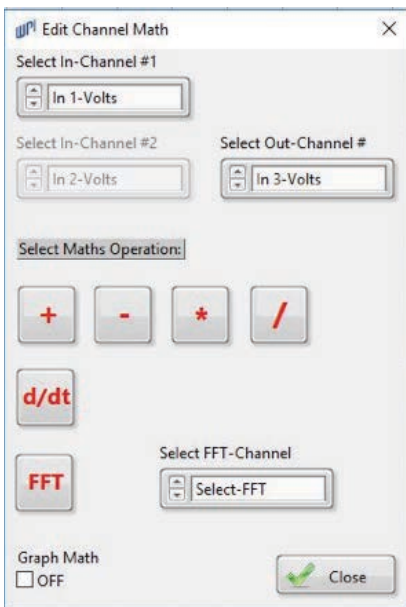 WPI Edit Channel Math
Select In-Channel #1
In 1-Volts
Select In-Channel #2 Select Out-Channel #
In 2-Volts In 3-Volts
Select Maths Operation:
+ - * /
d/dt
Select FFT-Channel
FFT Select-FFT
Graph Math
OFF Close